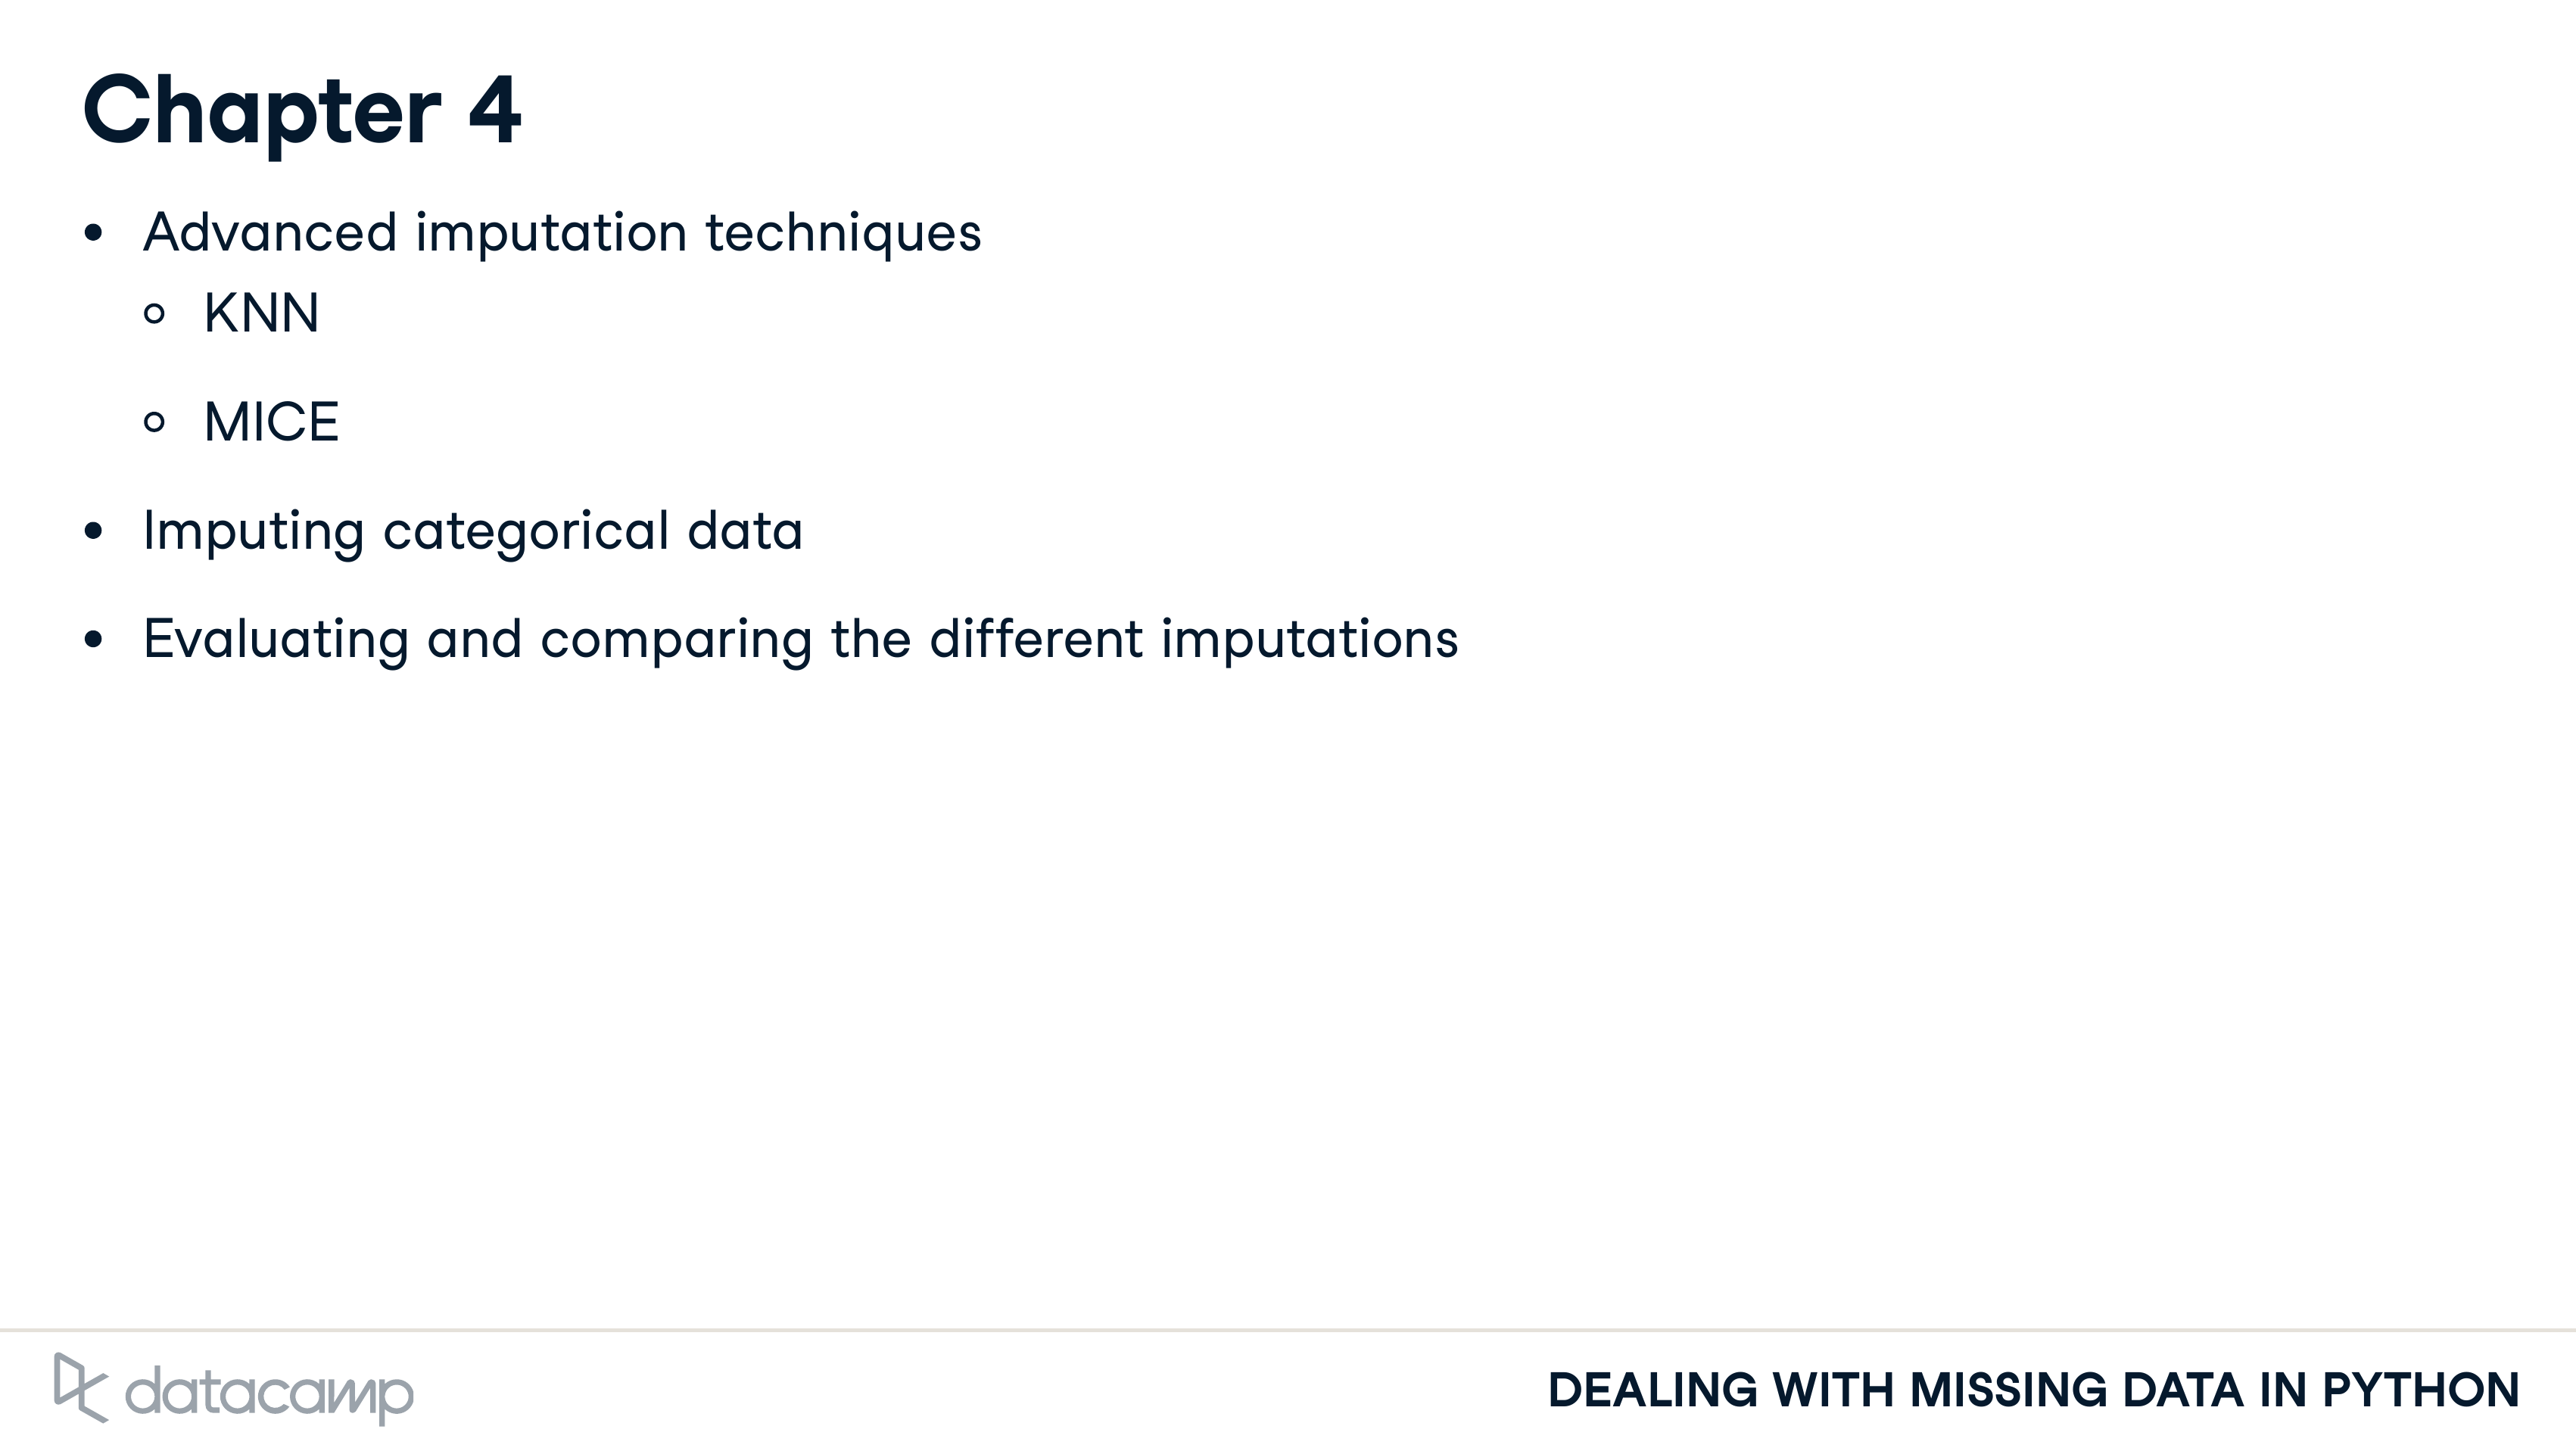 Chapter 4
Advanced imputation techniques
KNN
MICE
Imputing categorical data
Evaluating and comparing the different imputations
datacamp
DEALING WITH MISSING DATA IN PYTHON